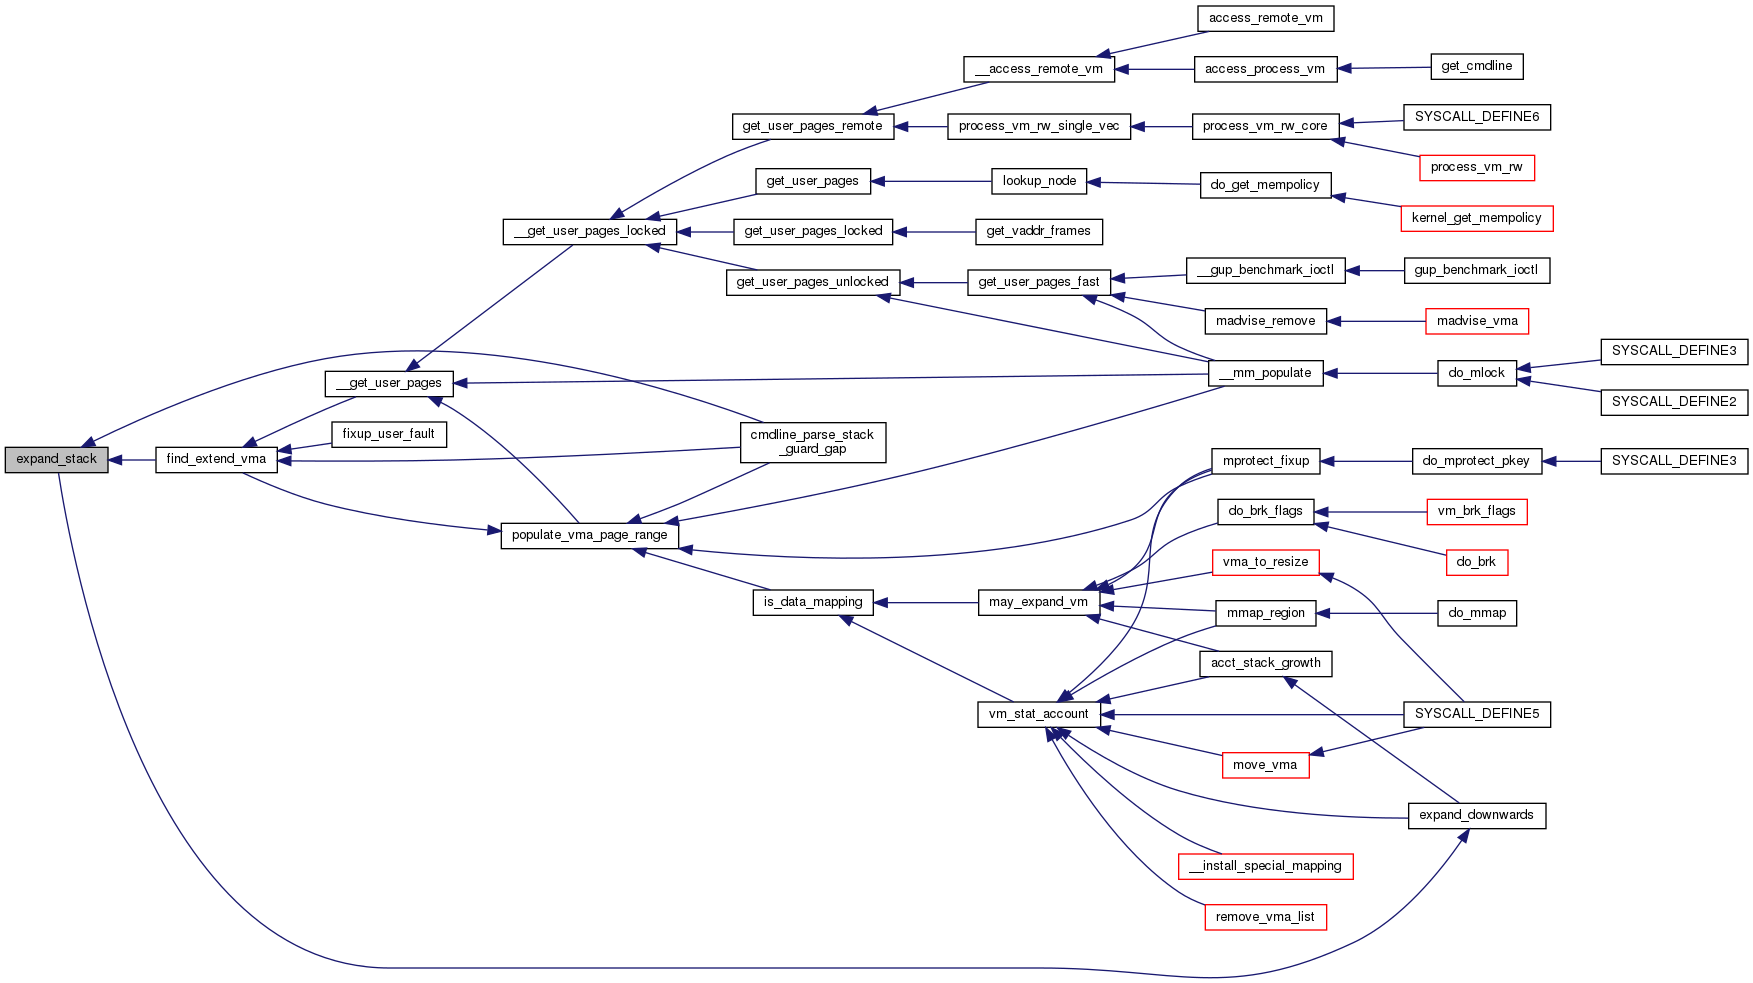 access_remote_vm
__access_remote_vm
access_process_vm
get_cmdline
get_user_pages_remote
process_vm_rw_single_vec
process_vm_rw_core
SYSCALL_DEFINE6
process_vm_rw
get_user_pages
lookup_node
do_get_mempolicy
kernel_get_mempolicy
__get_user_pages_locked
get_user_pages_locked
get_vaddr_frames
get_user_pages_unlocked
get_user_pages_fast
__gup_benchmark_ioctl
gup_benchmark_ioctl
madvise_remove
madvise_vma
__get_user_pages
__mm_populate
do_mlock
SYSCALL_DEFINE3
SYSCALL_DEFINE2
fixup_user_fault
expand_stack
find_extend_vma
cmdline_parse_stack
_guard_gap
mprotect_fixup
do_mprotect_pkey
SYSCALL_DEFINE3
populate_vma_page_range
do_brk_flags
vm_brk_flags
vma_to_resize
do_brk
is_data_mapping
may_expand_vm
mmap_region
do_mmap
acct_stack_growth
vm_stat_account
SYSCALL_DEFINE5
move_vma
expand_downwards
__install_special_mapping
remove_vma_list